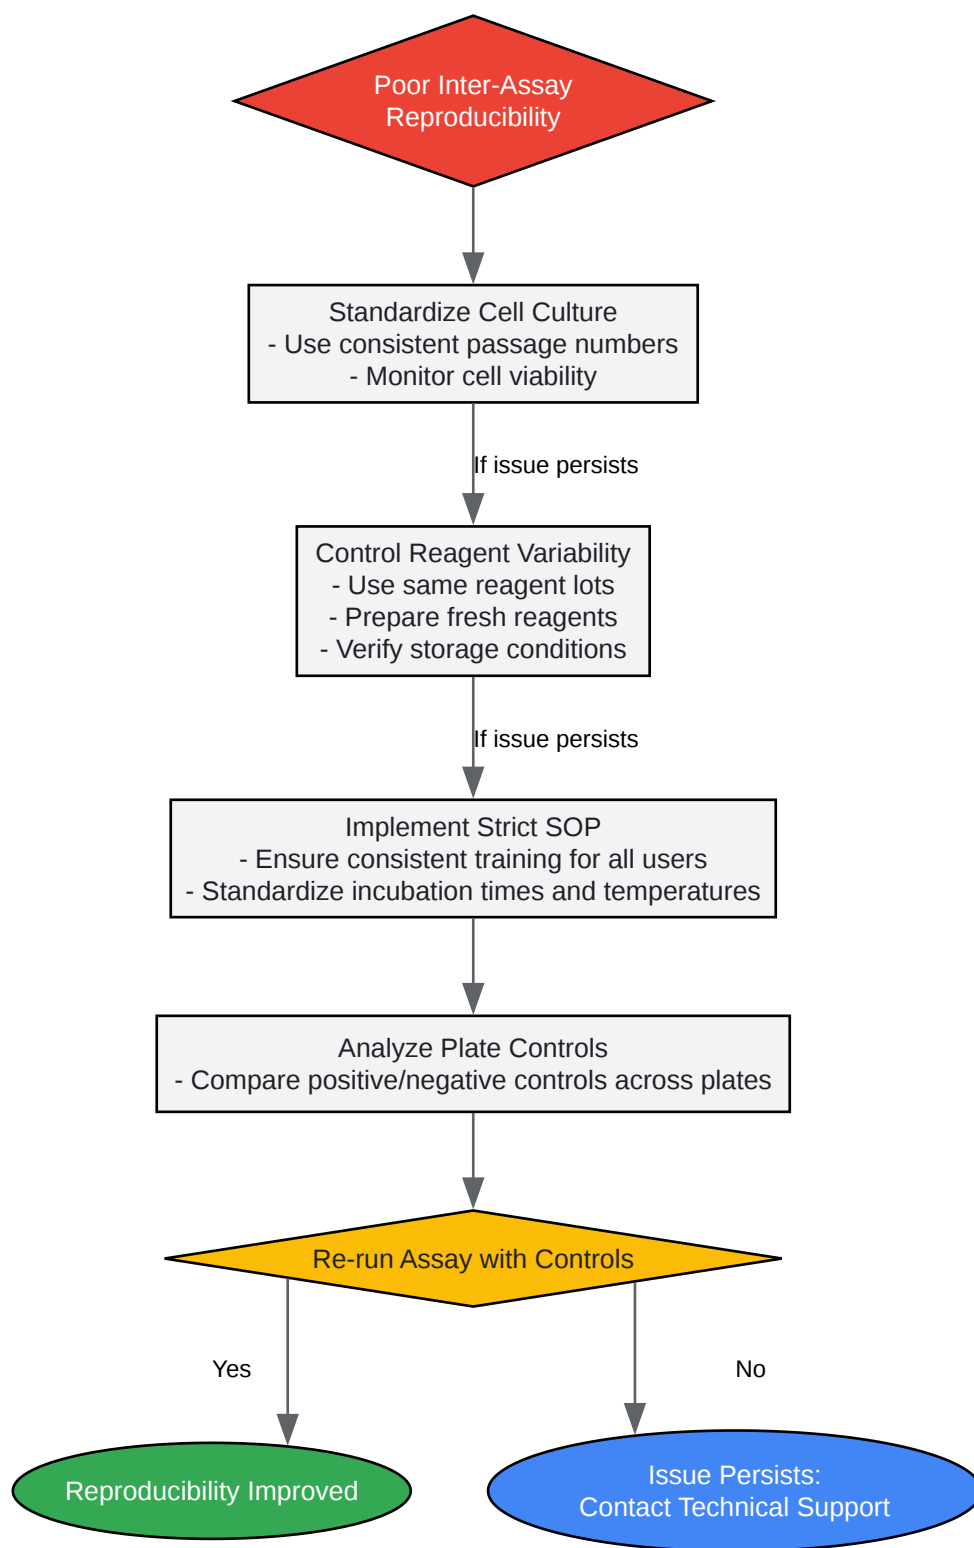 Poor Inter-Assay
Reproducibility
Standardize Cell Culture
- Use consistent passage numbers
- Monitor cell viability
If issue persists
Control Reagent Variability
- Use same reagent lots
- Prepare fresh reagents
- Verify storage conditions
If issue persists
Implement Strict SOP
- Ensure consistent training for all users
- Standardize incubation times and temperatures
Analyze Plate Controls
- Compare positive/negative controls across plates
Re-run Assay with Controls
Yes
No
Reproducibility Improved
Issue Persists:
Contact Technical Support